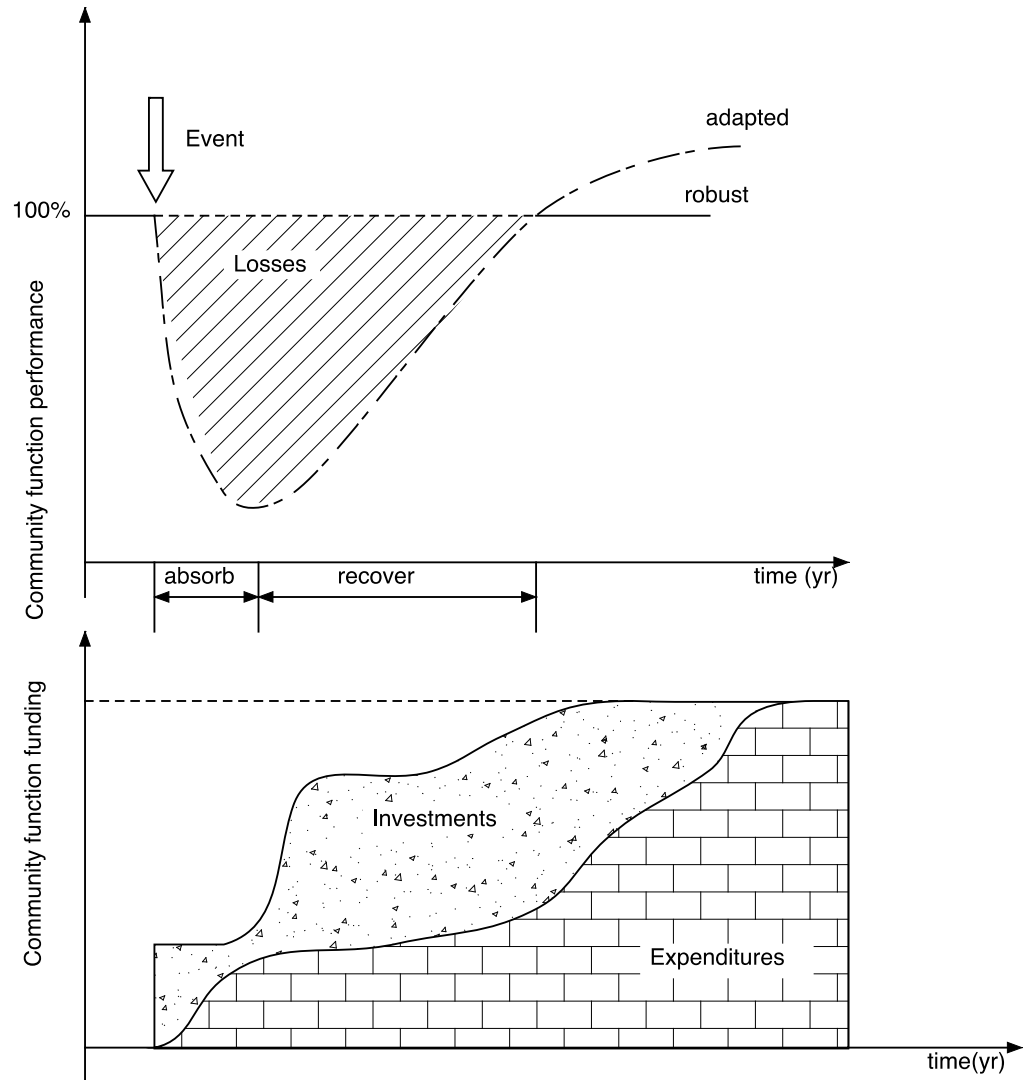 adapted
Event
robust
100%
Losses
Community function performance
absorb
recover
time (yr)
Community function funding
Investments
Expenditures
time(yr)